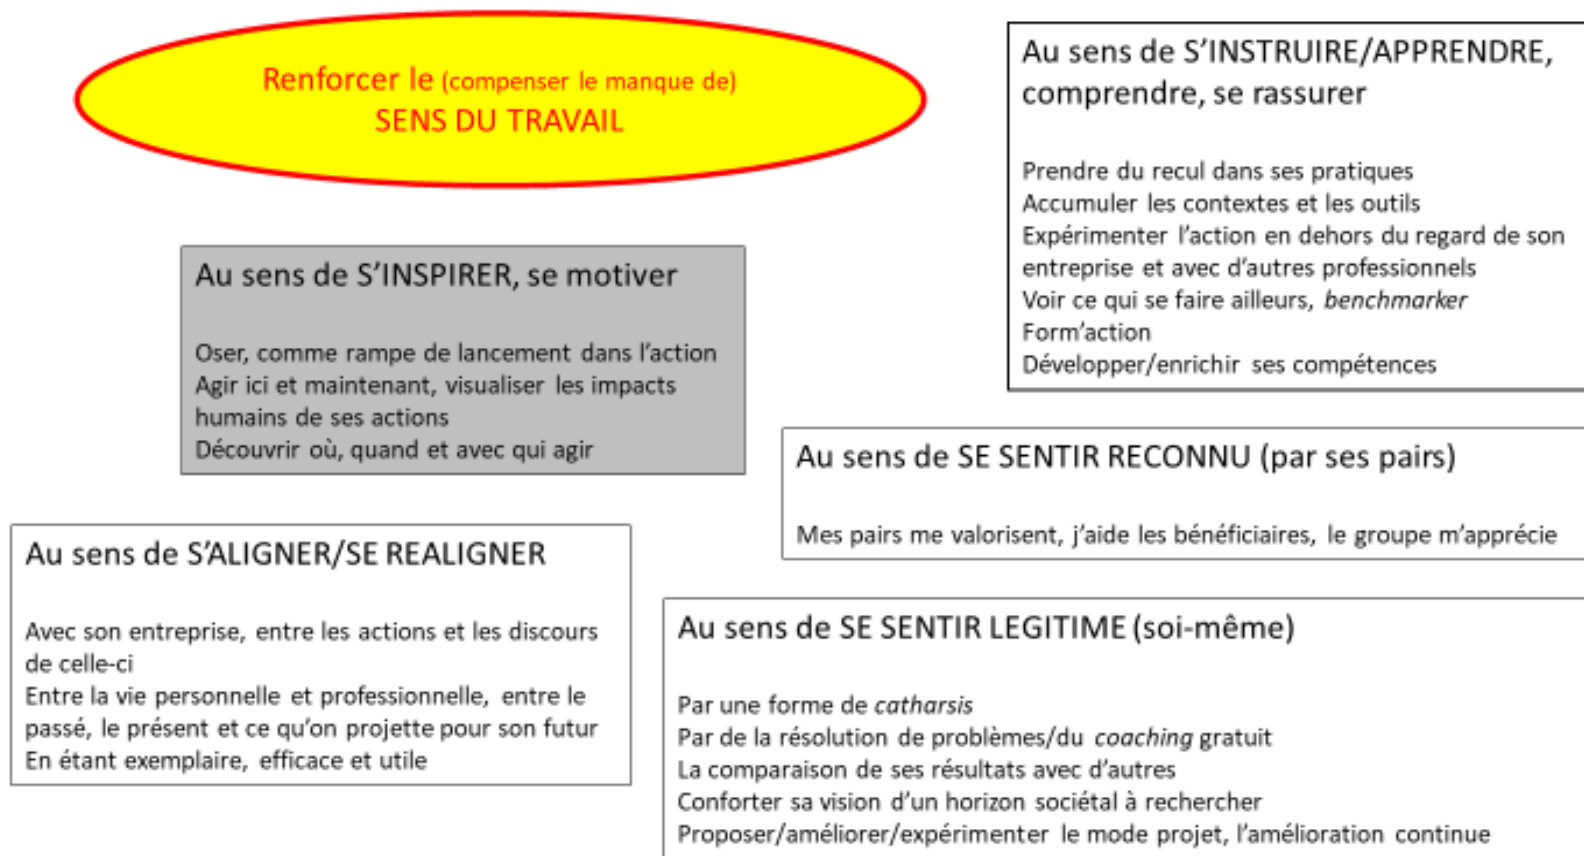 Renforcer le (compenser le manque de)
SENS DU TRAVAIL
Au sens de S'INSTRUIRE/APPRENDRE,
comprendre, se rassurer
Prendre du recul dans ses pratiques
Accumuler les contextes et les outils
Expérimenter l'action en dehors du regard de son
entreprise et avec d'autres professionnels
Voir ce qui se faire ailleurs, benchmarker
Form'action
Développer/enrichir ses compétences
Au sens de S'INSPIRER, se motiver
Oser, comme rampe de lancement dans l'action
Agir ici et maintenant, visualiser les impacts
humains de ses actions
Découvrir où, quand et avec qui agir
Au sens de SE SENTIR RECONNU (par ses pairs)
Mes pairs me valorisent, j'aide les bénéficiaires, le groupe m'apprécie
Au sens de S'ALIGNER/SE REALIGNER
Avec son entreprise, entre les actions et les discours
de celle-ci
Entre la vie personnelle et professionnelle, entre le
passé, le présent et ce qu'on projette pour son futur
En étant exemplaire, efficace et utile
Au sens de SE SENTIR LEGITIME (soi-même)
Par une forme de catharsis
Par de la résolution de problèmes/du coaching gratuit
La comparaison de ses résultats avec d'autres
Conforter sa vision d'un horizon sociétal à rechercher
Proposer/améliorer/expérimenter le mode projet, l'amélioration continue